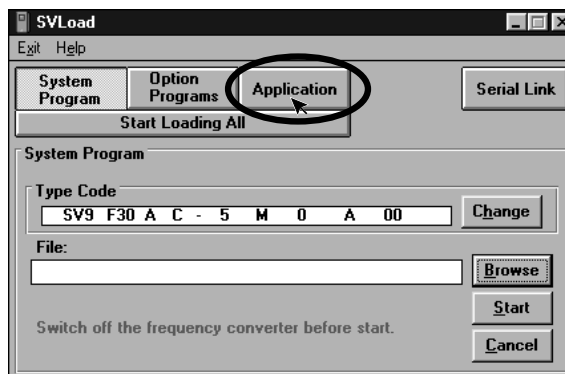 SVLoad
Exit Help
System Program
Option Programs
Application
Serial Link
Start Loading All
System Program
Type Code
SV9 F30 A C - 5 M 0 A 00
Change
File:
Browse
Switch off the frequency converter before start.
Start
Cancel